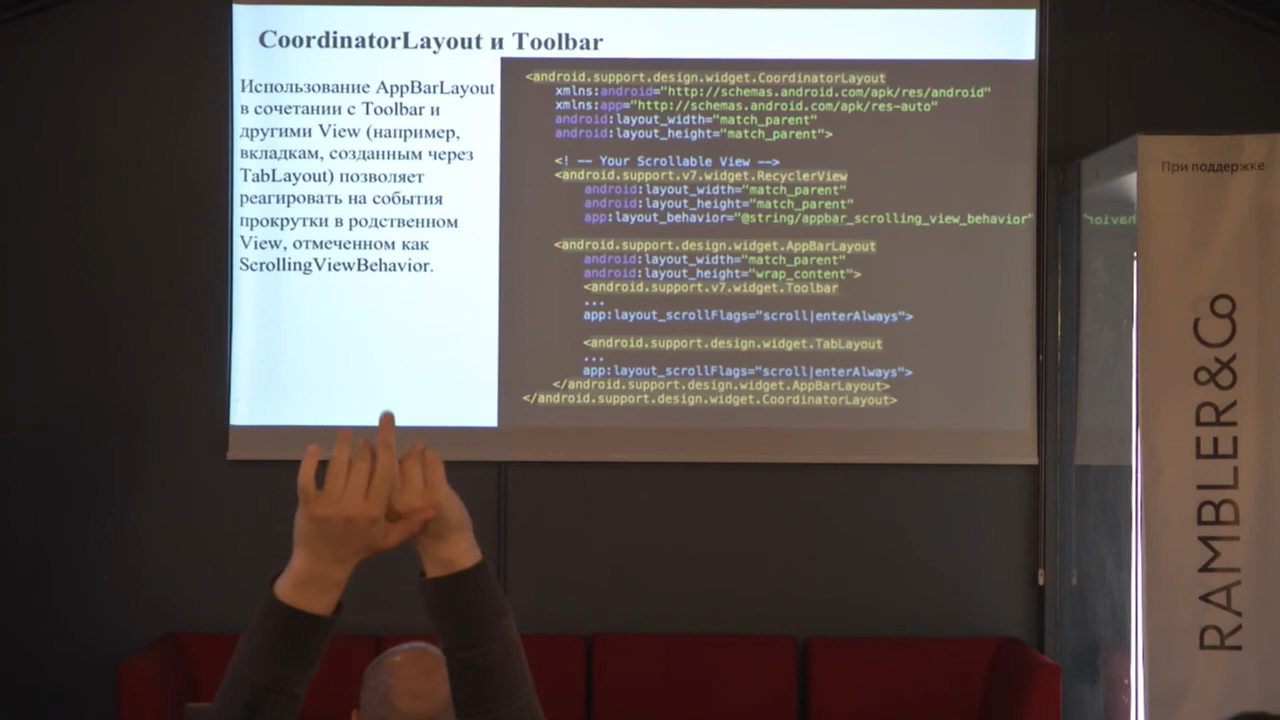 CoordinatorLayout и Toolbar
Использование AppBarLayout
в сочетании с Toolbar и
другими View (например,
вкладкам, созданным через
TabLayout) позволяет
реагировать на события
прокрутки в родственном
View, отмеченном как
ScrollingViewBehavior.
<android.support.design.widget.CoordinatorLayout
xmlns:android="http://schemas.android.com/apk/res/android"
xmlns:app="http://schemas.android.com/apk/res-auto"
android:layout_width="match_parent"
android:layout_height="match_parent">
<! -- Your Scrollable View -->
<android.support.v7.widget.RecyclerView
android:layout_width="match_parent"
android:layout_height="match_parent"
app:layout_behavior="@string/appbar_scrolling_view_behavior"
<android.support.design.widget.AppBarLayout
android:layout_width="match_parent"
android:layout_height="wrap_content">
<android.support.v7.widget.Toolbar
...
app:layout_scrollFlags="scroll|enterAlways">
<android.support.design.widget.TabLayout
...
app:layout_scrollFlags="scroll|enterAlways">
</android.support.design.widget.AppBarLayout>
</android.support.design.widget.CoordinatorLayout>
При поддержке
RAMBLER&Co